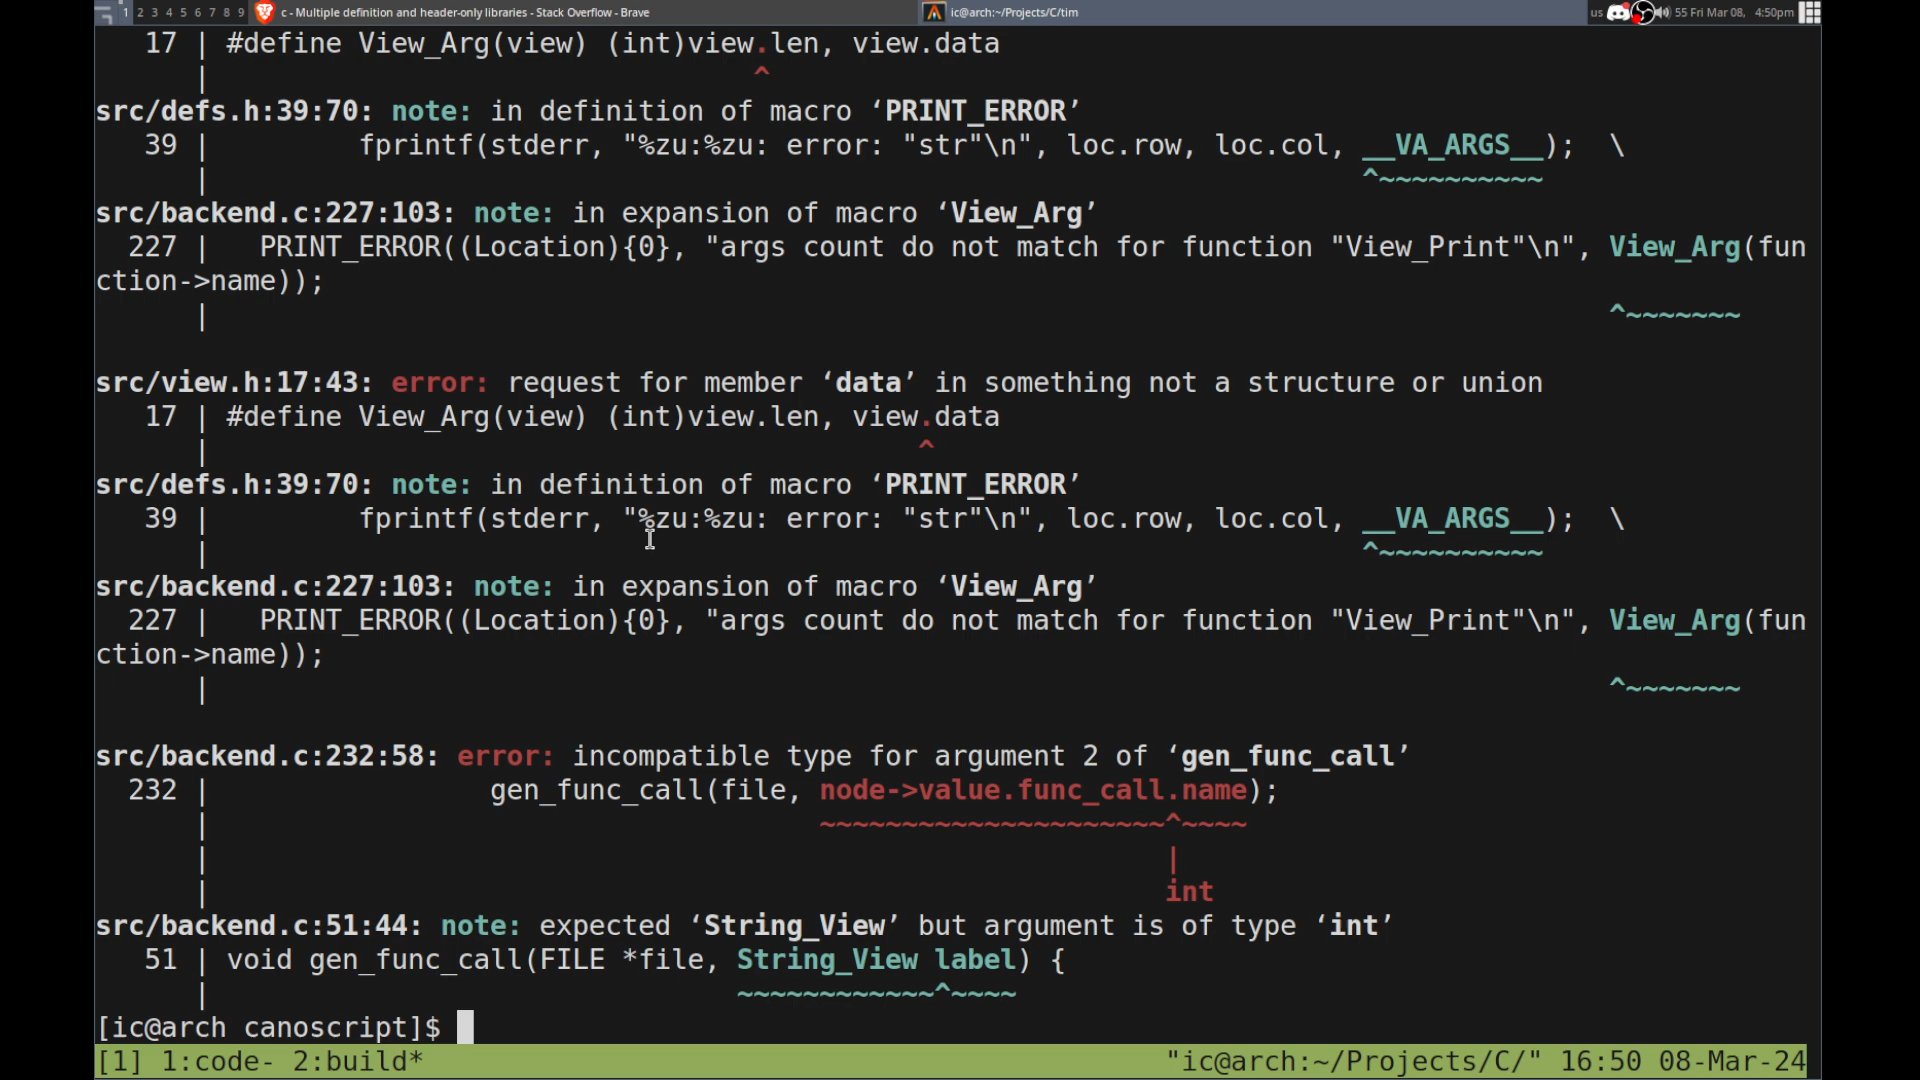 1 2 3 4 5 6 7 8 9 c - Multiple definition and header-only libraries - Stack Overflow - Brave ic@arch:~/Projects/C/tim us 55 Fri Mar 08, 4:50pm
17 | #define View_Arg(view) (int)view.len, view.data
| ^
src/defs.h:39:70: note: in definition of macro ‘PRINT_ERROR’
39 | fprintf(stderr, "%zu:%zu: error: "str"\n", loc.row, loc.col, __VA_ARGS__); \
| ^~~~~~~~~~~
src/backend.c:227:103: note: in expansion of macro ‘View_Arg’
227 | PRINT_ERROR((Location){0}, "args count do not match for function "View_Print"\n", View_Arg(fun
ction->name));
| ^~~~~~~~
src/view.h:17:43: error: request for member ‘data’ in something not a structure or union
17 | #define View_Arg(view) (int)view.len, view.data
| ^
src/defs.h:39:70: note: in definition of macro ‘PRINT_ERROR’
39 | fprintf(stderr, "%zu:%zu: error: "str"\n", loc.row, loc.col, __VA_ARGS__); \
| ^~~~~~~~~~~
src/backend.c:227:103: note: in expansion of macro ‘View_Arg’
227 | PRINT_ERROR((Location){0}, "args count do not match for function "View_Print"\n", View_Arg(fun
ction->name));
| ^~~~~~~~
src/backend.c:232:58: error: incompatible type for argument 2 of ‘gen_func_call’
232 | gen_func_call(file, node->value.func_call.name);
| ~~~~~~~~~~~~~~~~~~~~~^~~~~
| |
| int
src/backend.c:51:44: note: expected ‘String_View’ but argument is of type ‘int’
51 | void gen_func_call(FILE *file, String_View label) {
| ~~~~~~~~~~~~^~~~~
[ic@arch canoscript]$
[1] 1:code- 2:build* "ic@arch:~/Projects/C/" 16:50 08-Mar-24